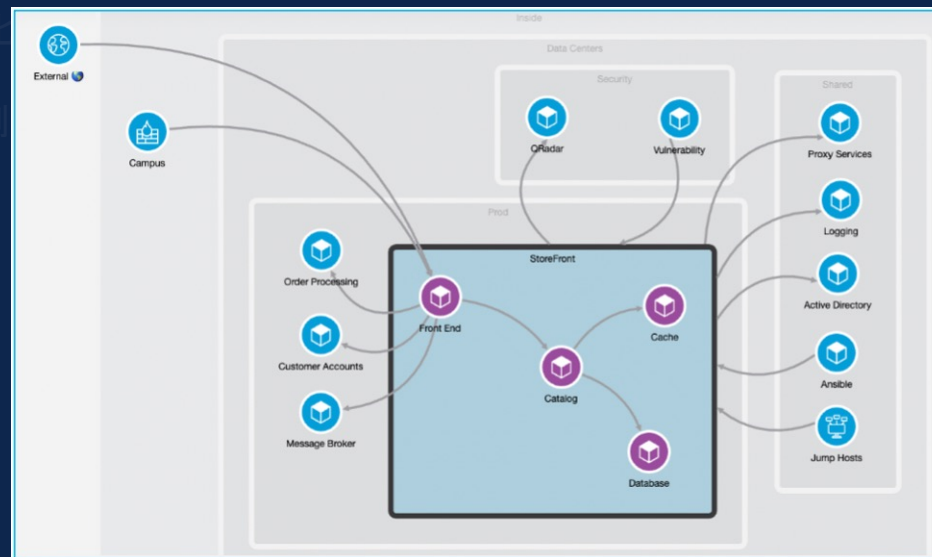 Inside
External
Data Centers
Security
Shared
Campus
QRadar
Vulnerability
Proxy Services
Prod
Logging
Order Processing
StoreFront
Active Directory
Front End
Cache
Customer Accounts
Ansible
Catalog
Message Broker
Jump Hosts
Database